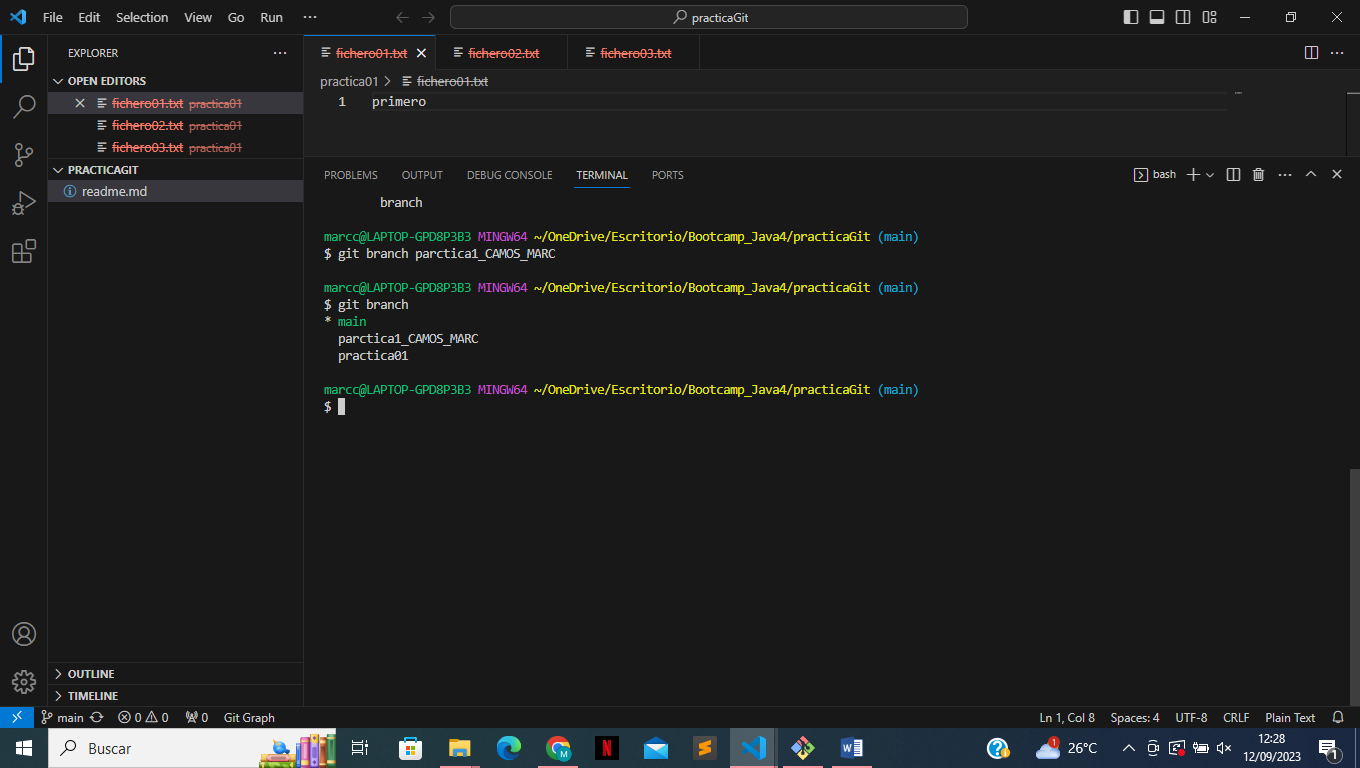 File Edit Selection View Go Run ··· practicaGit
EXPLORER ···
OPEN EDITORS
fichero01.txt practica01
fichero02.txt practica01
fichero03.txt practica01
PRACTICAGIT
readme.md
OUTLINE
TIMELINE
fichero01.txt fichero02.txt fichero03.txt
practica01 > fichero01.txt
1 primero
PROBLEMS OUTPUT DEBUG CONSOLE TERMINAL PORTS bash
branch
marcc@LAPTOP-GPD8P3B3 MINGW64 ~/OneDrive/Escritorio/Bootcamp_Java4/practicaGit (main)
$ git branch parctica1_CAMOS_MARC
marcc@LAPTOP-GPD8P3B3 MINGW64 ~/OneDrive/Escritorio/Bootcamp_Java4/practicaGit (main)
$ git branch
* main
parctica1_CAMOS_MARC
practica01
marcc@LAPTOP-GPD8P3B3 MINGW64 ~/OneDrive/Escritorio/Bootcamp_Java4/practicaGit (main)
$
main 0 0 0 Git Graph Ln 1, Col 8 Spaces: 4 UTF-8 CRLF Plain Text
Buscar 1 26°C 12:28
12/09/2023 1